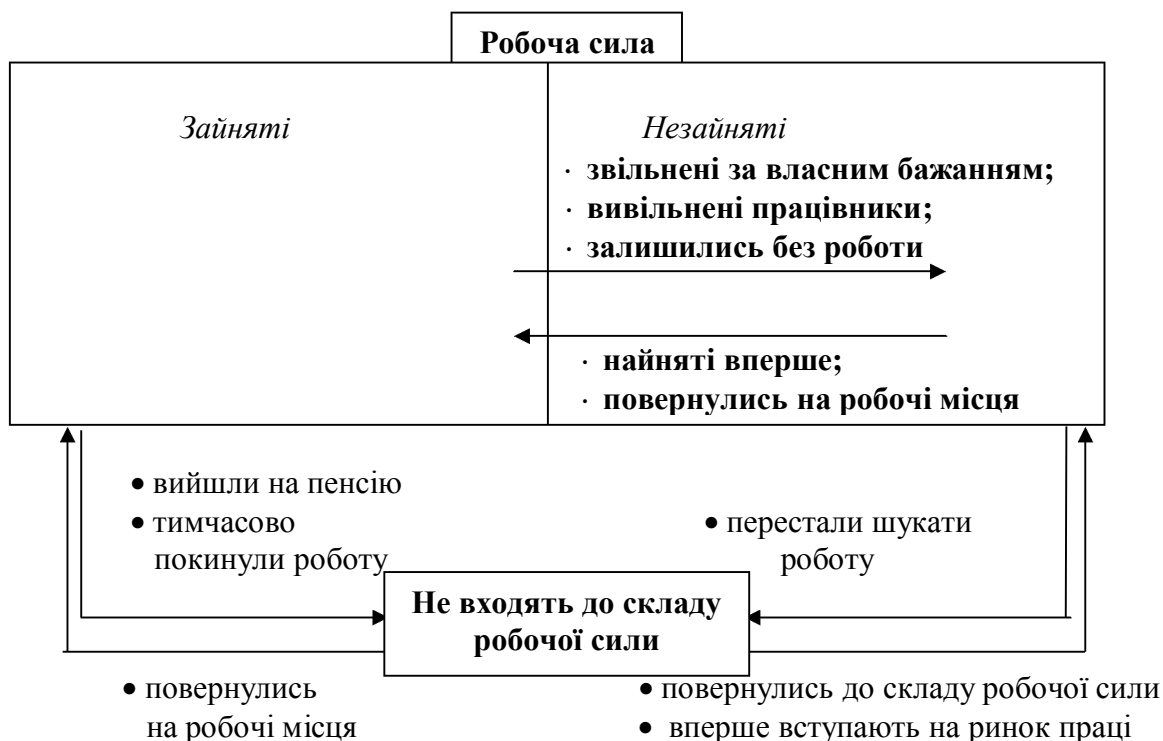 Робоча сила
Зайняті
Незайняті
· звільнені за власним бажанням;
· вивільнені працівники;
· залишились без роботи
· найняті вперше;
· повернулись на робочі місця
• вийшли на пенсію
• тимчасово
покинули роботу
• перестали шукати
роботу
Не входять до складу
робочої сили
• повернулись
на робочі місця
• повернулись до складу робочої сили
• вперше вступають на ринок праці